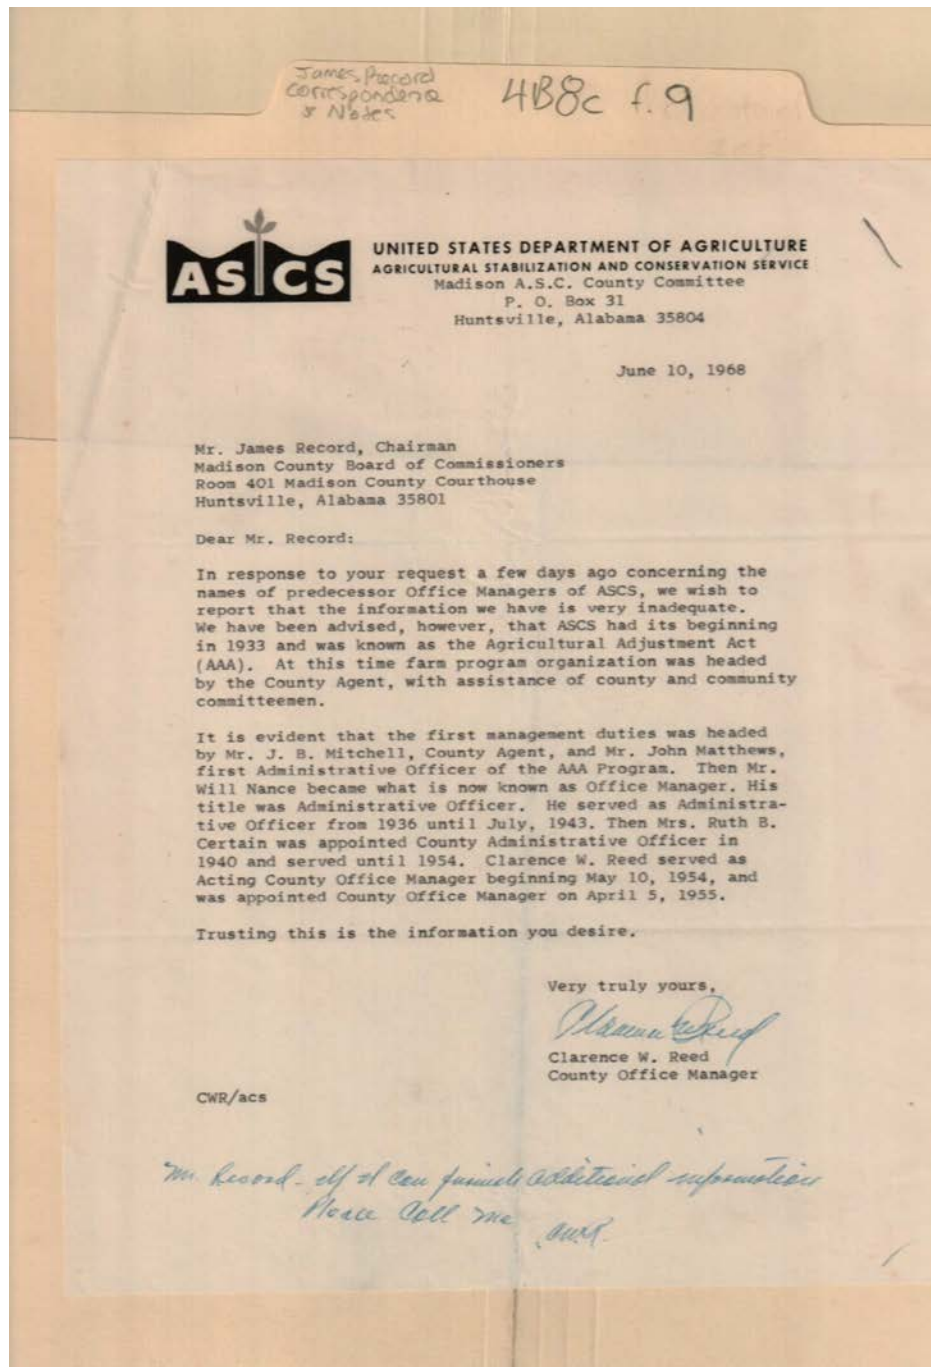 James Record
Correspondence
& Notes
4B8c f.9
ASCS
UNITED STATES DEPARTMENT OF AGRICULTURE
AGRICULTURAL STABILIZATION AND CONSERVATION SERVICE
Madison A.S.C. County Committee
P. O. Box 31
Huntsville, Alabama 35804
June 10, 1968
Mr. James Record, Chairman
Madison County Board of Commissioners
Room 401 Madison County Courthouse
Huntsville, Alabama 35801
Dear Mr. Record:
In response to your request a few days ago concerning the
names of predecessor Office Managers of ASCS, we wish to
report that the information we have is very inadequate.
We have been advised, however, that ASCS had its beginning
in 1933 and was known as the Agricultural Adjustment Act
(AAA). At this time farm program organization was headed
by the County Agent, with assistance of county and community
committeemen.
It is evident that the first management duties was headed
by Mr. J. B. Mitchell, County Agent, and Mr. John Matthews,
first Administrative Officer of the AAA Program. Then Mr.
Will Nance became what is now known as Office Manager. His
title was Administrative Officer. He served as Administra-
tive Officer from 1936 until July, 1943. Then Mrs. Ruth B.
Certain was appointed County Administrative Officer in
1940 and served until 1954. Clarence W. Reed served as
Acting County Office Manager beginning May 10, 1954, and
was appointed County Office Manager on April 5, 1955.
Trusting this is the information you desire.
Very truly yours,
Clarence W Reed
Clarence W. Reed
County Office Manager
CWR/acs
Mr. Record - If I can furnish additional information
Please Call me
CWR